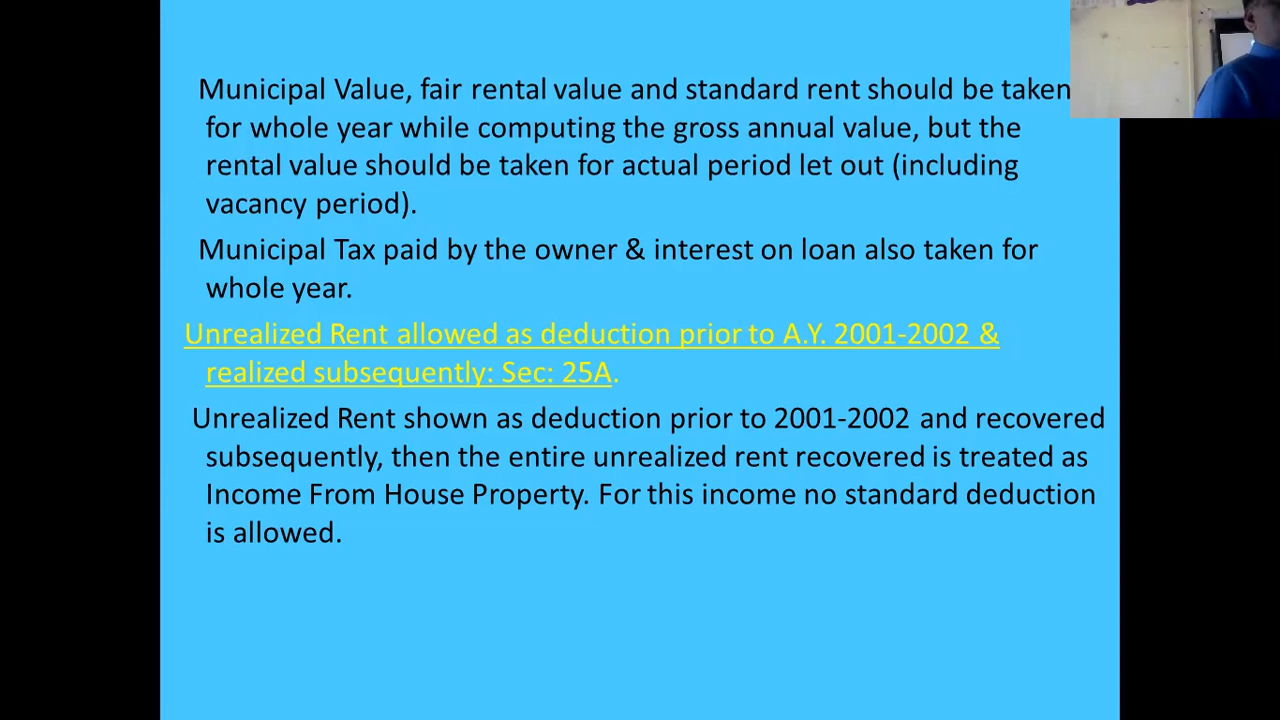 Municipal Value, fair rental value and standard rent should be taken
for whole year while computing the gross annual value, but the
rental value should be taken for actual period let out (including
vacancy period).
Municipal Tax paid by the owner & interest on loan also taken for
whole year.
Unrealized Rent allowed as deduction prior to A.Y. 2001-2002 &
realized subsequently: Sec: 25A.
Unrealized Rent shown as deduction prior to 2001-2002 and recovered
subsequently, then the entire unrealized rent recovered is treated as
Income From House Property. For this income no standard deduction
is allowed.